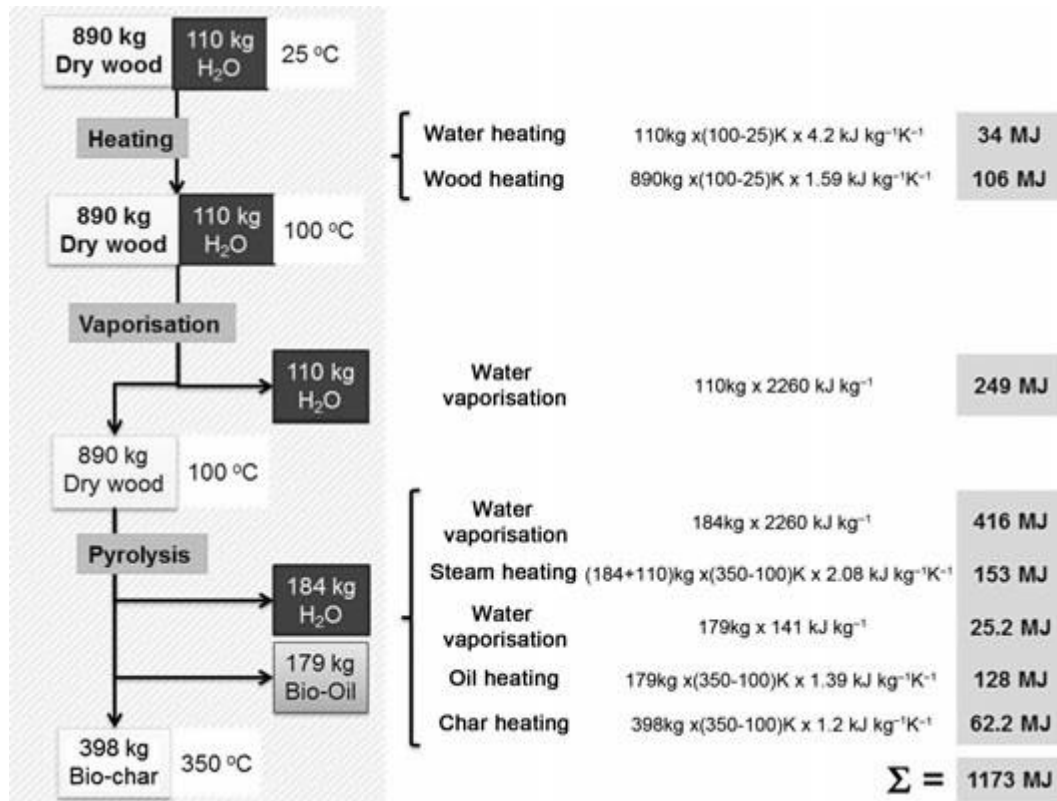 890 kg
Dry wood
110 kg
H₂O
25 °C
Heating
Water heating 110kg x(100-25)K x 4.2 kJ kg⁻¹K⁻¹ 34 MJ
Wood heating 890kg x(100-25)K x 1.59 kJ kg⁻¹K⁻¹ 106 MJ
890 kg
Dry wood
110 kg
H₂O
100 °C
Vaporisation
110 kg
H₂O
Water
vaporisation
110kg x 2260 kJ kg⁻¹ 249 MJ
890 kg
Dry wood
100 °C
Pyrolysis
Water
vaporisation
184kg x 2260 kJ kg⁻¹ 416 MJ
184 kg
H₂O
Steam heating (184+110)kg x(350-100)K x 2.08 kJ kg⁻¹K⁻¹ 153 MJ
Water
vaporisation
179kg x 141 kJ kg⁻¹ 25.2 MJ
179 kg
Bio-Oil
Oil heating 179kg x(350-100)K x 1.39 kJ kg⁻¹K⁻¹ 128 MJ
Char heating 398kg x(350-100)K x 1.2 kJ kg⁻¹K⁻¹ 62.2 MJ
398 kg
Bio-char
350 °C
Σ = 1173 MJ